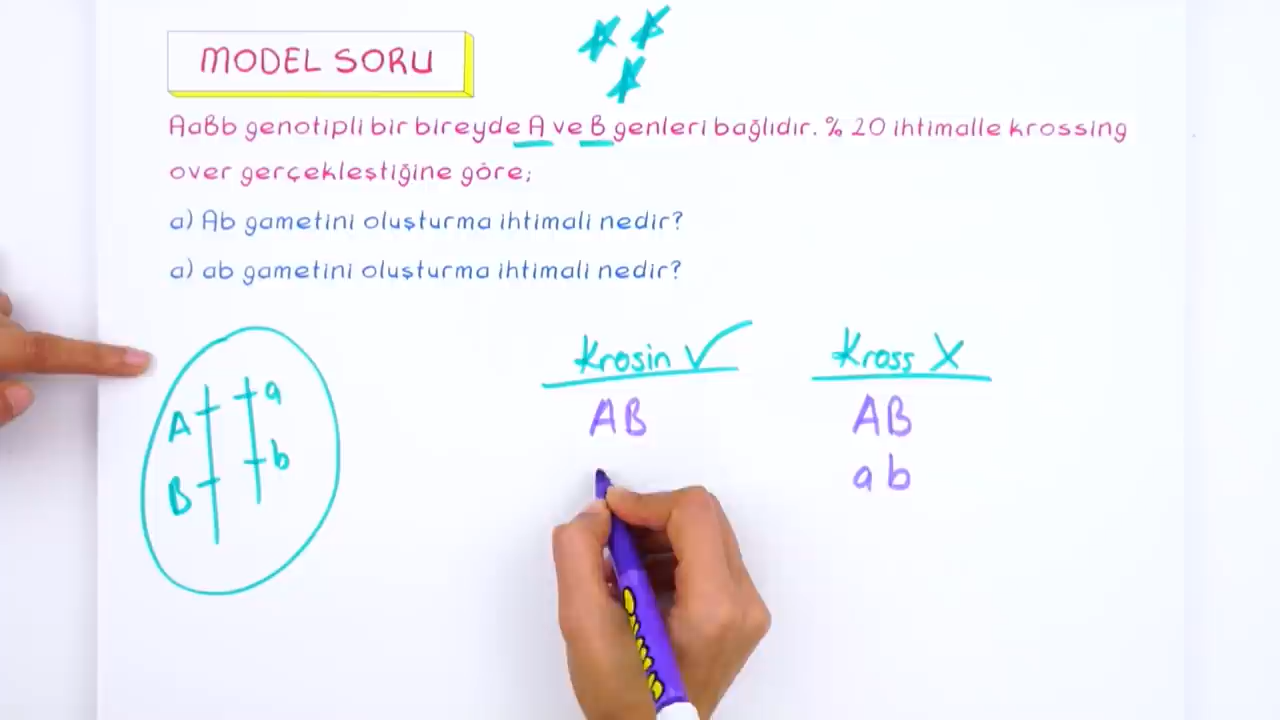 MODEL SORU
AaBb genotipli bir bireyde A ve B genleri bağlıdır. % 20 ihtimalle krossing
over gerçekleştiğine göre;
a) Ab gametini oluşturma ihtimali nedir?
a) ab gametini oluşturma ihtimali nedir?
A a
B b
Krosin ✓
AB
Kross X
AB
ab